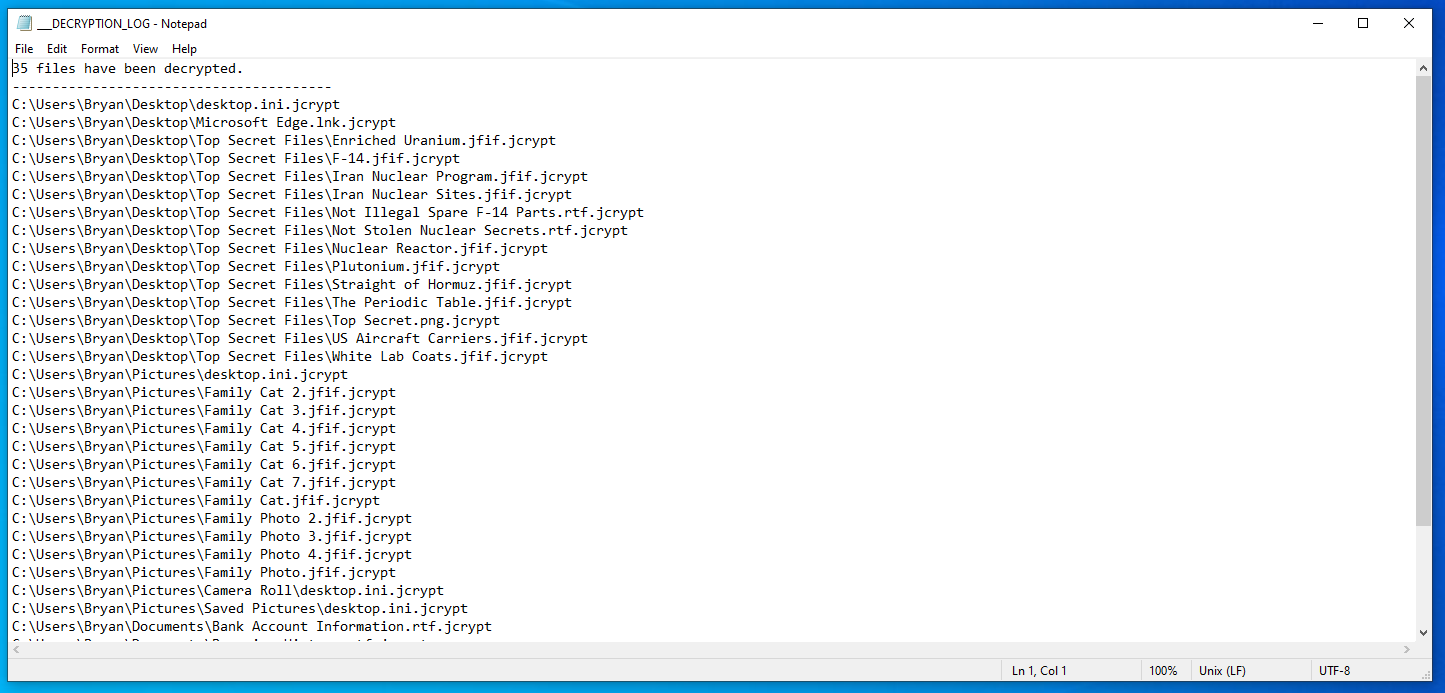 __DECRYPTION_LOG - Notepad
File Edit Format View Help
35 files have been decrypted.
----------------------------------------
C:\Users\Bryan\Desktop\desktop.ini.jcrypt
C:\Users\Bryan\Desktop\Microsoft Edge.lnk.jcrypt
C:\Users\Bryan\Desktop\Top Secret Files\Enriched Uranium.jfif.jcrypt
C:\Users\Bryan\Desktop\Top Secret Files\F-14.jfif.jcrypt
C:\Users\Bryan\Desktop\Top Secret Files\Iran Nuclear Program.jfif.jcrypt
C:\Users\Bryan\Desktop\Top Secret Files\Iran Nuclear Sites.jfif.jcrypt
C:\Users\Bryan\Desktop\Top Secret Files\Not Illegal Spare F-14 Parts.rtf.jcrypt
C:\Users\Bryan\Desktop\Top Secret Files\Not Stolen Nuclear Secrets.rtf.jcrypt
C:\Users\Bryan\Desktop\Top Secret Files\Nuclear Reactor.jfif.jcrypt
C:\Users\Bryan\Desktop\Top Secret Files\Plutonium.jfif.jcrypt
C:\Users\Bryan\Desktop\Top Secret Files\Straight of Hormuz.jfif.jcrypt
C:\Users\Bryan\Desktop\Top Secret Files\The Periodic Table.jfif.jcrypt
C:\Users\Bryan\Desktop\Top Secret Files\Top Secret.png.jcrypt
C:\Users\Bryan\Desktop\Top Secret Files\US Aircraft Carriers.jfif.jcrypt
C:\Users\Bryan\Desktop\Top Secret Files\White Lab Coats.jfif.jcrypt
C:\Users\Bryan\Pictures\desktop.ini.jcrypt
C:\Users\Bryan\Pictures\Family Cat 2.jfif.jcrypt
C:\Users\Bryan\Pictures\Family Cat 3.jfif.jcrypt
C:\Users\Bryan\Pictures\Family Cat 4.jfif.jcrypt
C:\Users\Bryan\Pictures\Family Cat 5.jfif.jcrypt
C:\Users\Bryan\Pictures\Family Cat 6.jfif.jcrypt
C:\Users\Bryan\Pictures\Family Cat 7.jfif.jcrypt
C:\Users\Bryan\Pictures\Family Cat.jfif.jcrypt
C:\Users\Bryan\Pictures\Family Photo 2.jfif.jcrypt
C:\Users\Bryan\Pictures\Family Photo 3.jfif.jcrypt
C:\Users\Bryan\Pictures\Family Photo 4.jfif.jcrypt
C:\Users\Bryan\Pictures\Family Photo.jfif.jcrypt
C:\Users\Bryan\Pictures\Camera Roll\desktop.ini.jcrypt
C:\Users\Bryan\Pictures\Saved Pictures\desktop.ini.jcrypt
C:\Users\Bryan\Documents\Bank Account Information.rtf.jcrypt
Ln 1, Col 1 100% Unix (LF) UTF-8